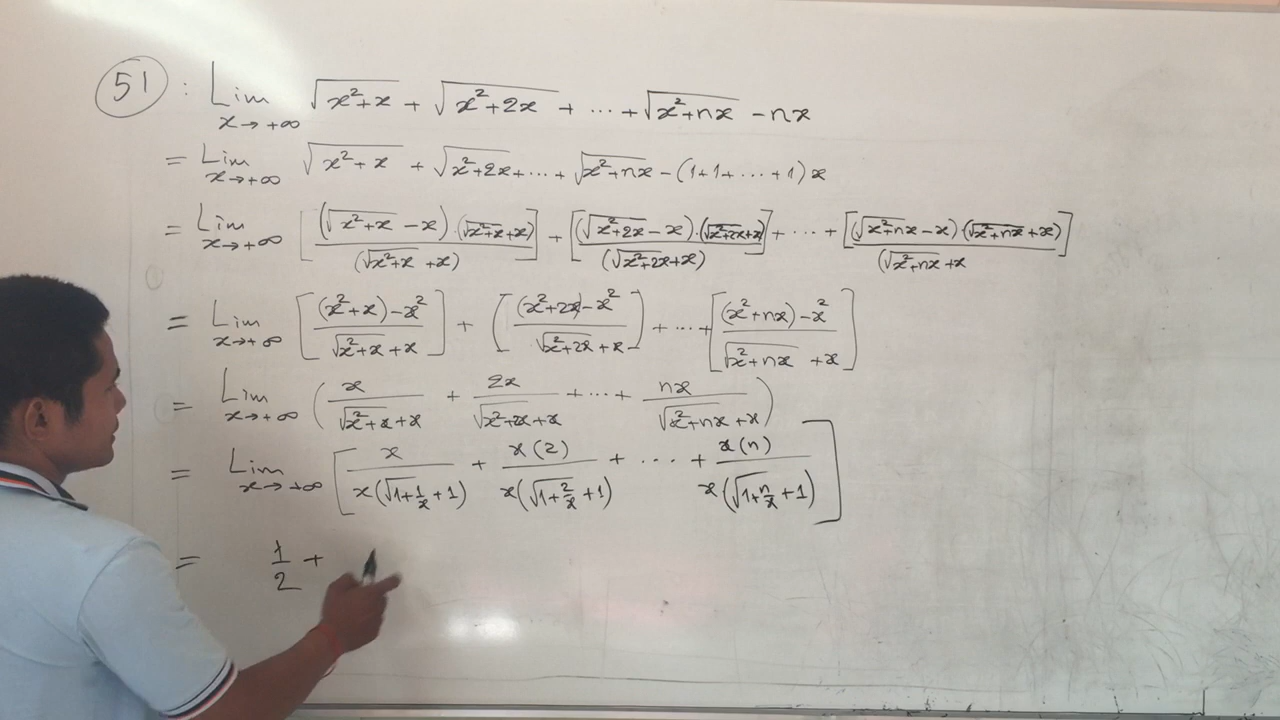 51 : Lim x→+∞ √(x²+x) + √(x²+2x) + ... + √(x²+nx) - nx
= Lim x→+∞ √(x²+x) + √(x²+2x) + ... + √(x²+nx) - (1+1+...+1)x
= Lim x→+∞ [(√(x²+x) - x)·(√(x²+x)+x)]/(√(x²+x)+x) + [(√(x²+2x) - x)·(√(x²+2x)+x)]/(√(x²+2x)+x) + ... + [(√(x²+nx) - x)·(√(x²+nx)+x)]/(√(x²+nx)+x
= Lim x→+∞ [((x²+x)-x²)/(√(x²+x)+x)] + [((x²+2x)-x²)/(√(x²+2x)+x)] + ... + [((x²+nx)-x²)/(√(x²+nx)+x)]
= Lim x→+∞ (x/(√(x²+x)+x) + 2x/(√(x²+2x)+x) + ... + nx/(√(x²+nx)+x))
= Lim x→+∞ [x/(x(√(1+1/x)+1)) + x(2)/(x(√(1+2/x)+1)) + ... + x(n)/(x(√(1+n/x)+1))]
= 1/2 +